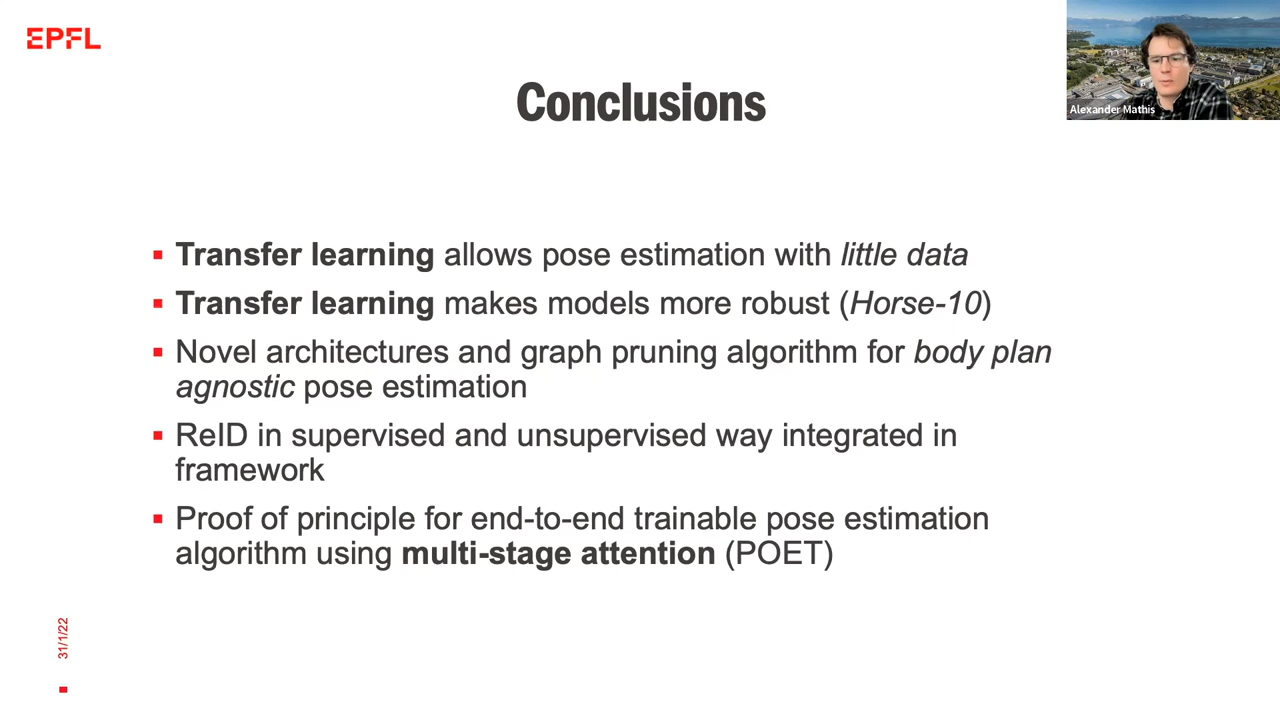 EPFL
Alexander Mathis
Conclusions
Transfer learning allows pose estimation with little data
Transfer learning makes models more robust (Horse-10)
Novel architectures and graph pruning algorithm for body plan
agnostic pose estimation
ReID in supervised and unsupervised way integrated in
framework
Proof of principle for end-to-end trainable pose estimation
algorithm using multi-stage attention (POET)
31/1/22